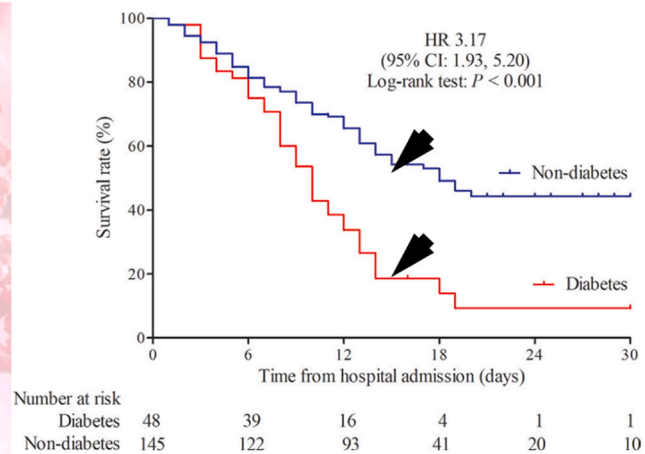 100
80
60
40
20
0
Survival rate (%)
HR 3.17
(95% CI: 1.93, 5.20)
Log-rank test: P < 0.001
Non-diabetes
Diabetes
0 6 12 18 24 30
Time from hospital admission (days)
Number at risk
Diabetes 48 39 16 4 1 1
Non-diabetes 145 122 93 41 20 10